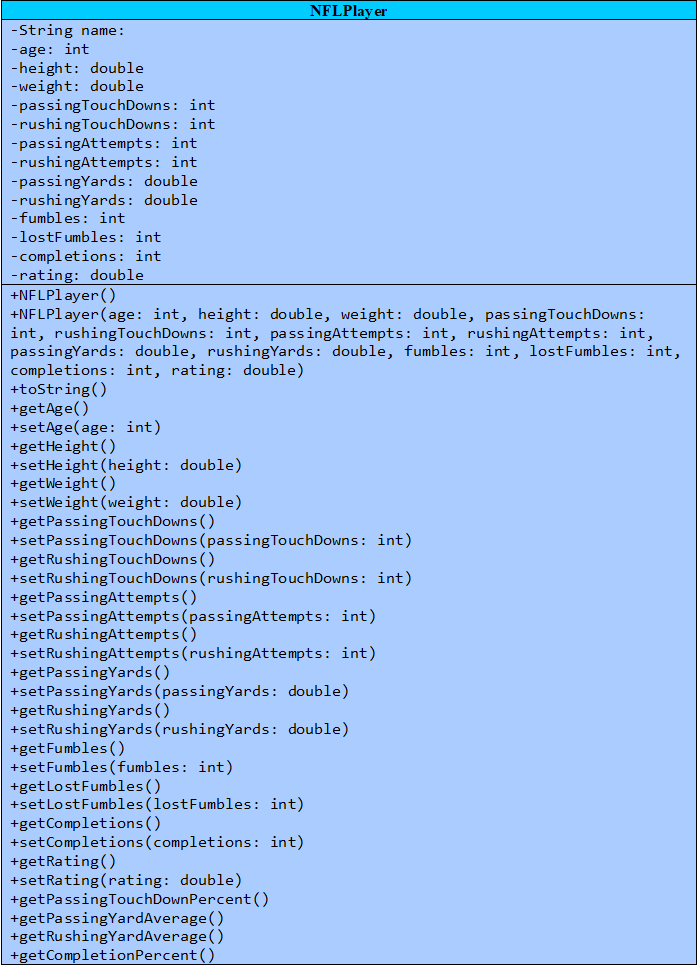 NFLPlayer
-String name:
-age: int
-height: double
-weight: double
-passingTouchDowns: int
-rushingTouchDowns: int
-passingAttempts: int
-rushingAttempts: int
-passingYards: double
-rushingYards: double
-fumbles: int
-lostFumbles: int
-completions: int
-rating: double
+NFLPlayer()
+NFLPlayer(age: int, height: double, weight: double, passingTouchDowns:
int, rushingTouchDowns: int, passingAttempts: int, rushingAttempts: int,
passingYards: double, rushingYards: double, fumbles: int, lostFumbles: int,
completions: int, rating: double)
+toString()
+getAge()
+setAge(age: int)
+getHeight()
+setHeight(height: double)
+getWeight()
+setWeight(weight: double)
+getPassingTouchDowns()
+setPassingTouchDowns(passingTouchDowns: int)
+getRushingTouchDowns()
+setRushingTouchDowns(rushingTouchDowns: int)
+getPassingAttempts()
+setPassingAttempts(passingAttempts: int)
+getRushingAttempts()
+setRushingAttempts(rushingAttempts: int)
+getPassingYards()
+setPassingYards(passingYards: double)
+getRushingYards()
+setRushingYards(rushingYards: double)
+getFumbles()
+setFumbles(fumbles: int)
+getLostFumbles()
+setLostFumbles(lostFumbles: int)
+getCompletions()
+setCompletions(completions: int)
+getRating()
+setRating(rating: double)
+getPassingTouchDownPercent()
+getPassingYardAverage()
+getRushingYardAverage()
+getCompletionPercent()